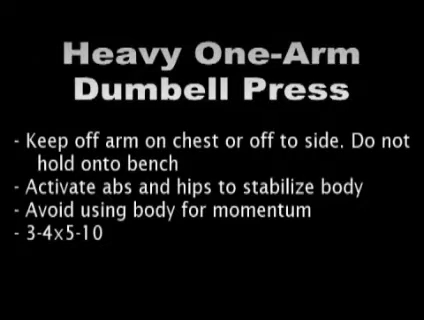 Heavy One-Arm
Dumbell Press
- Keep off arm on chest or off to side. Do not
hold onto bench
- Activate abs and hips to stabilize body
- Avoid using body for momentum
- 3-4x5-10